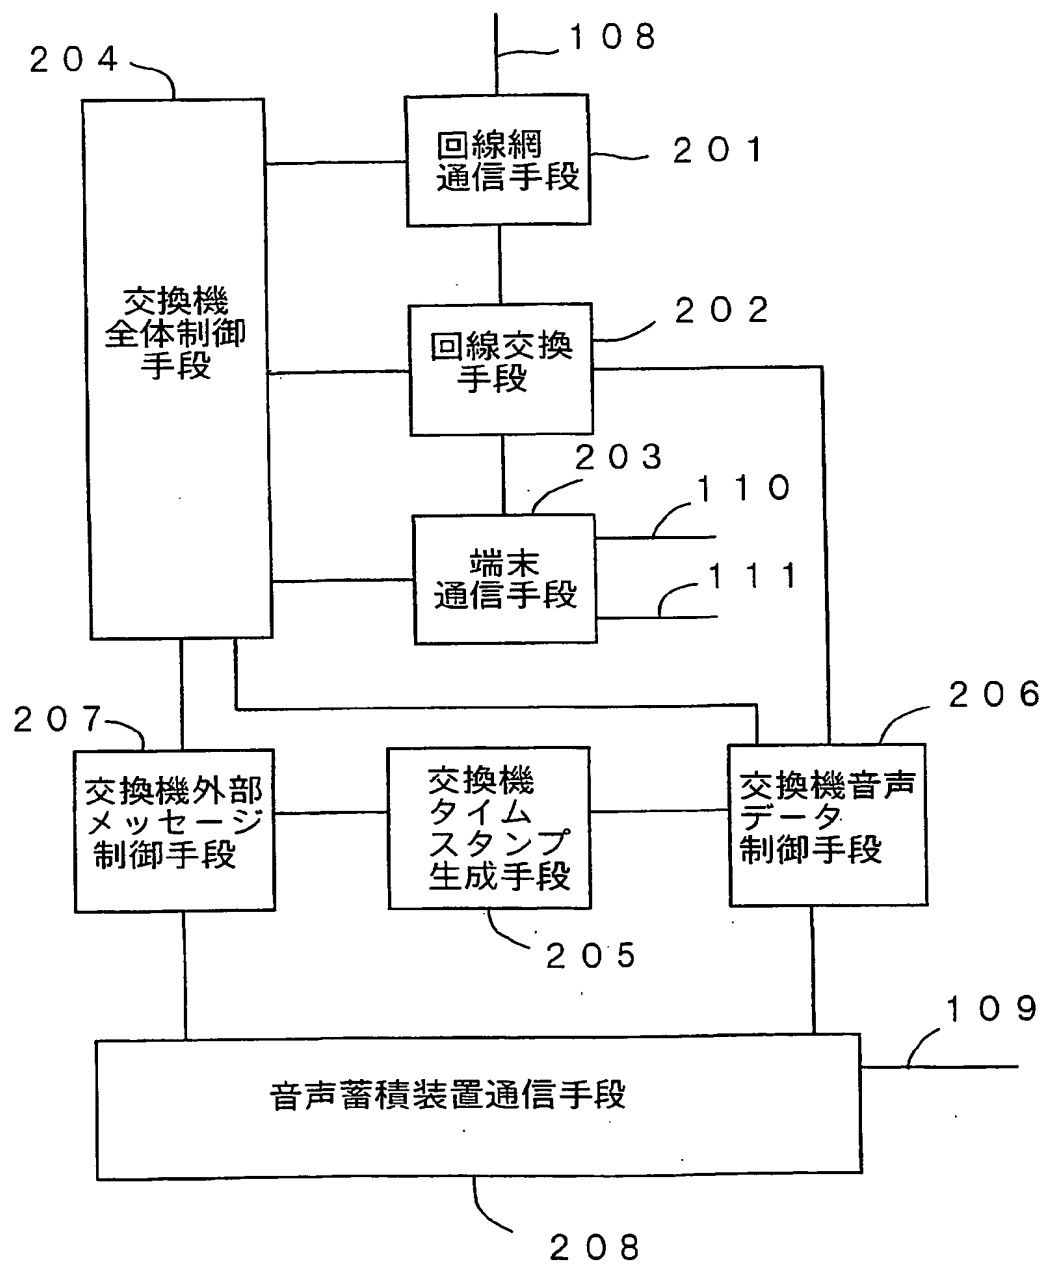 １０８
２０４
回線網
通信手段
２０１
交換機
全体制御
手段
２０２
回線交換
手段
２０３
１１０
端末
通信手段
１１１
２０６
２０７
交換機外部
メッセージ
制御手段
交換機
タイム
スタンプ
生成手段
交換機音声
データ
制御手段
２０５
１０９
音声蓄積装置通信手段
２０８